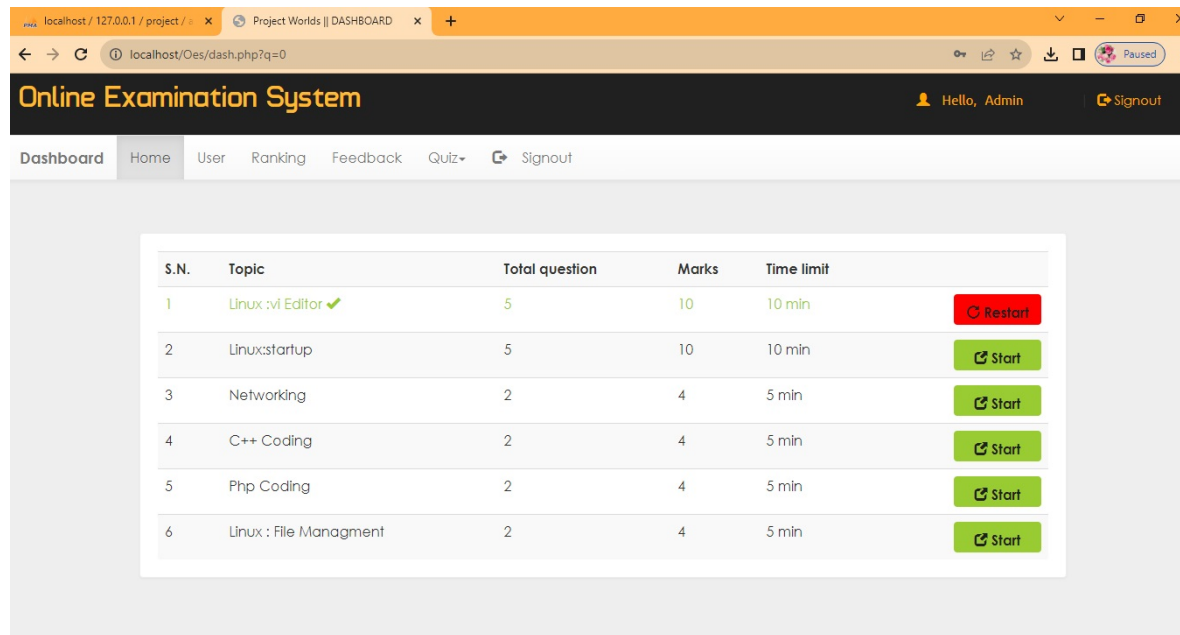 localhost / 127.0.0.1 / project / a
Project Worlds || DASHBOARD
localhost/Oes/dash.php?q=0
Paused
Online Examination System
Hello, Admin
Signout
Dashboard Home User Ranking Feedback Quiz Signout
S.N. Topic Total question Marks Time limit
1 Linux :vi Editor 5 10 10 min Restart
2 Linux:startup 5 10 10 min Start
3 Networking 2 4 5 min Start
4 C++ Coding 2 4 5 min Start
5 Php Coding 2 4 5 min Start
6 Linux : File Managment 2 4 5 min Start